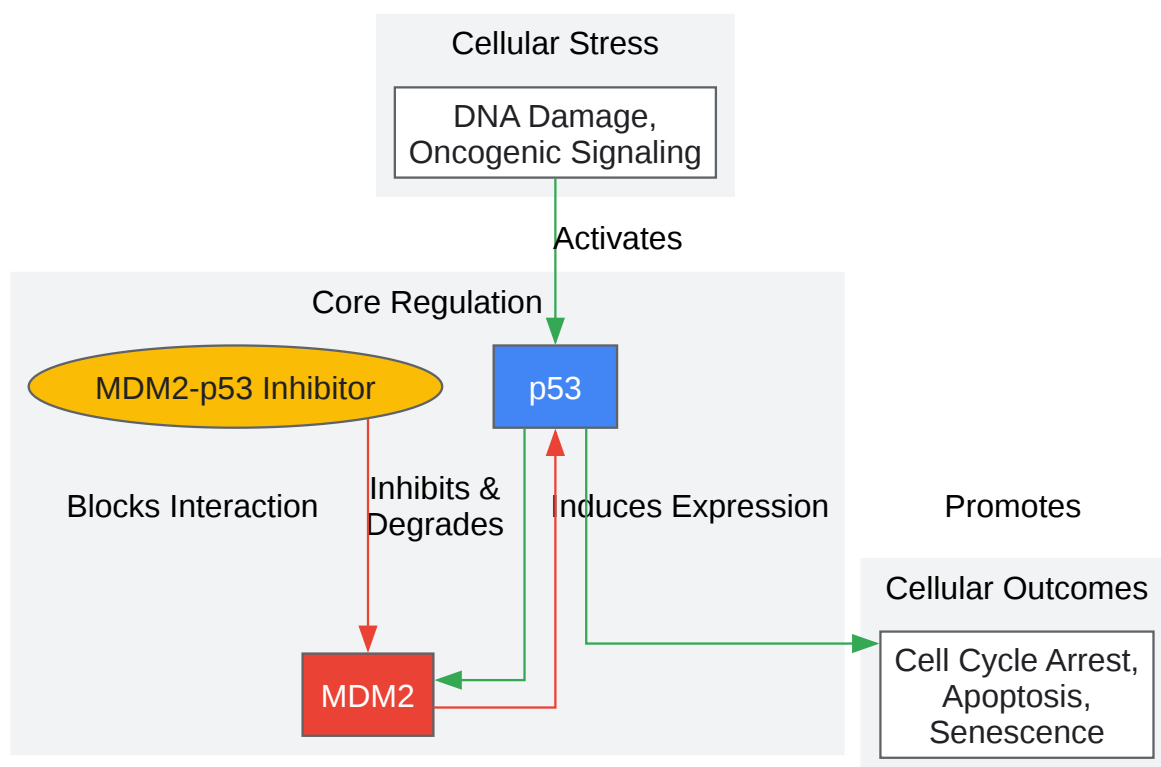 Cellular Stress
DNA Damage,
Oncogenic Signaling
Activates
Core Regulation
MDM2-p53 Inhibitor
p53
Blocks Interaction
Inhibits &
Degrades
Induces Expression
Promotes
Cellular Outcomes
MDM2
Cell Cycle Arrest,
Apoptosis,
Senescence